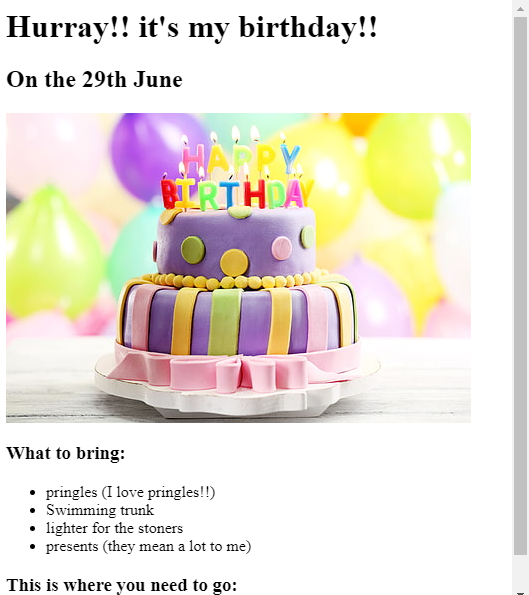 Hurray!! it's my birthday!!
On the 29th June
HAPPY
BIRTHDAY
What to bring:
pringles (I love pringles!!)
Swimming trunk
lighter for the stoners
presents (they mean a lot to me)
This is where you need to go: